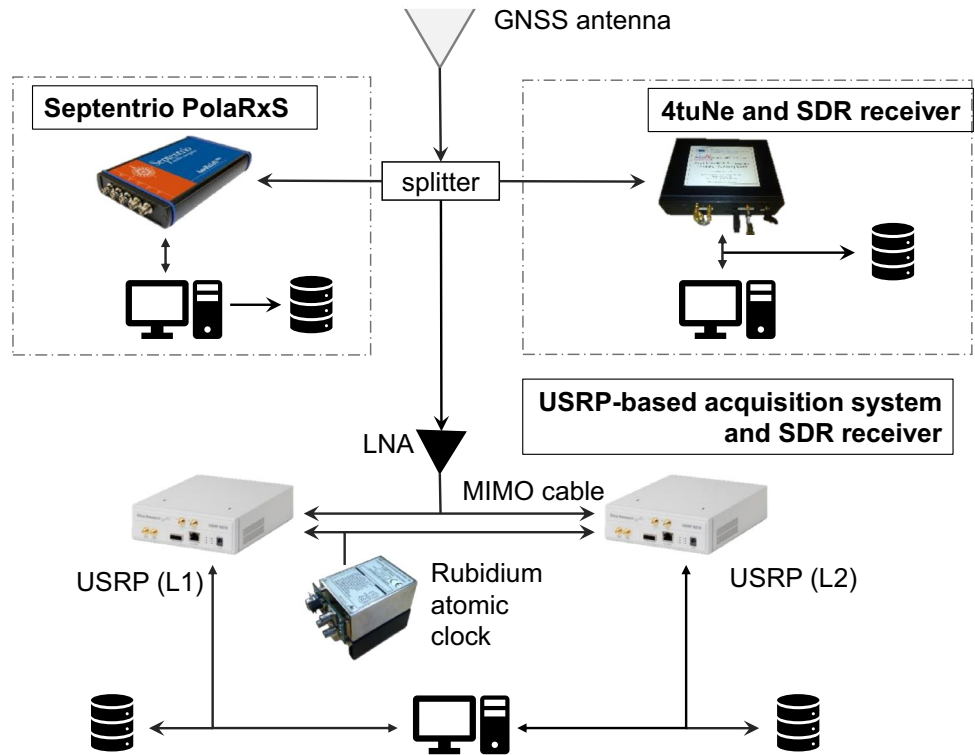 GNSS antenna
Septentrio PolaRxS
4tuNe and SDR receiver
Septentrio
splitter
USRP-based acquisition system
and SDR receiver
LNA
MIMO cable
USRP (L1)
Rubidium
atomic
clock
USRP (L2)